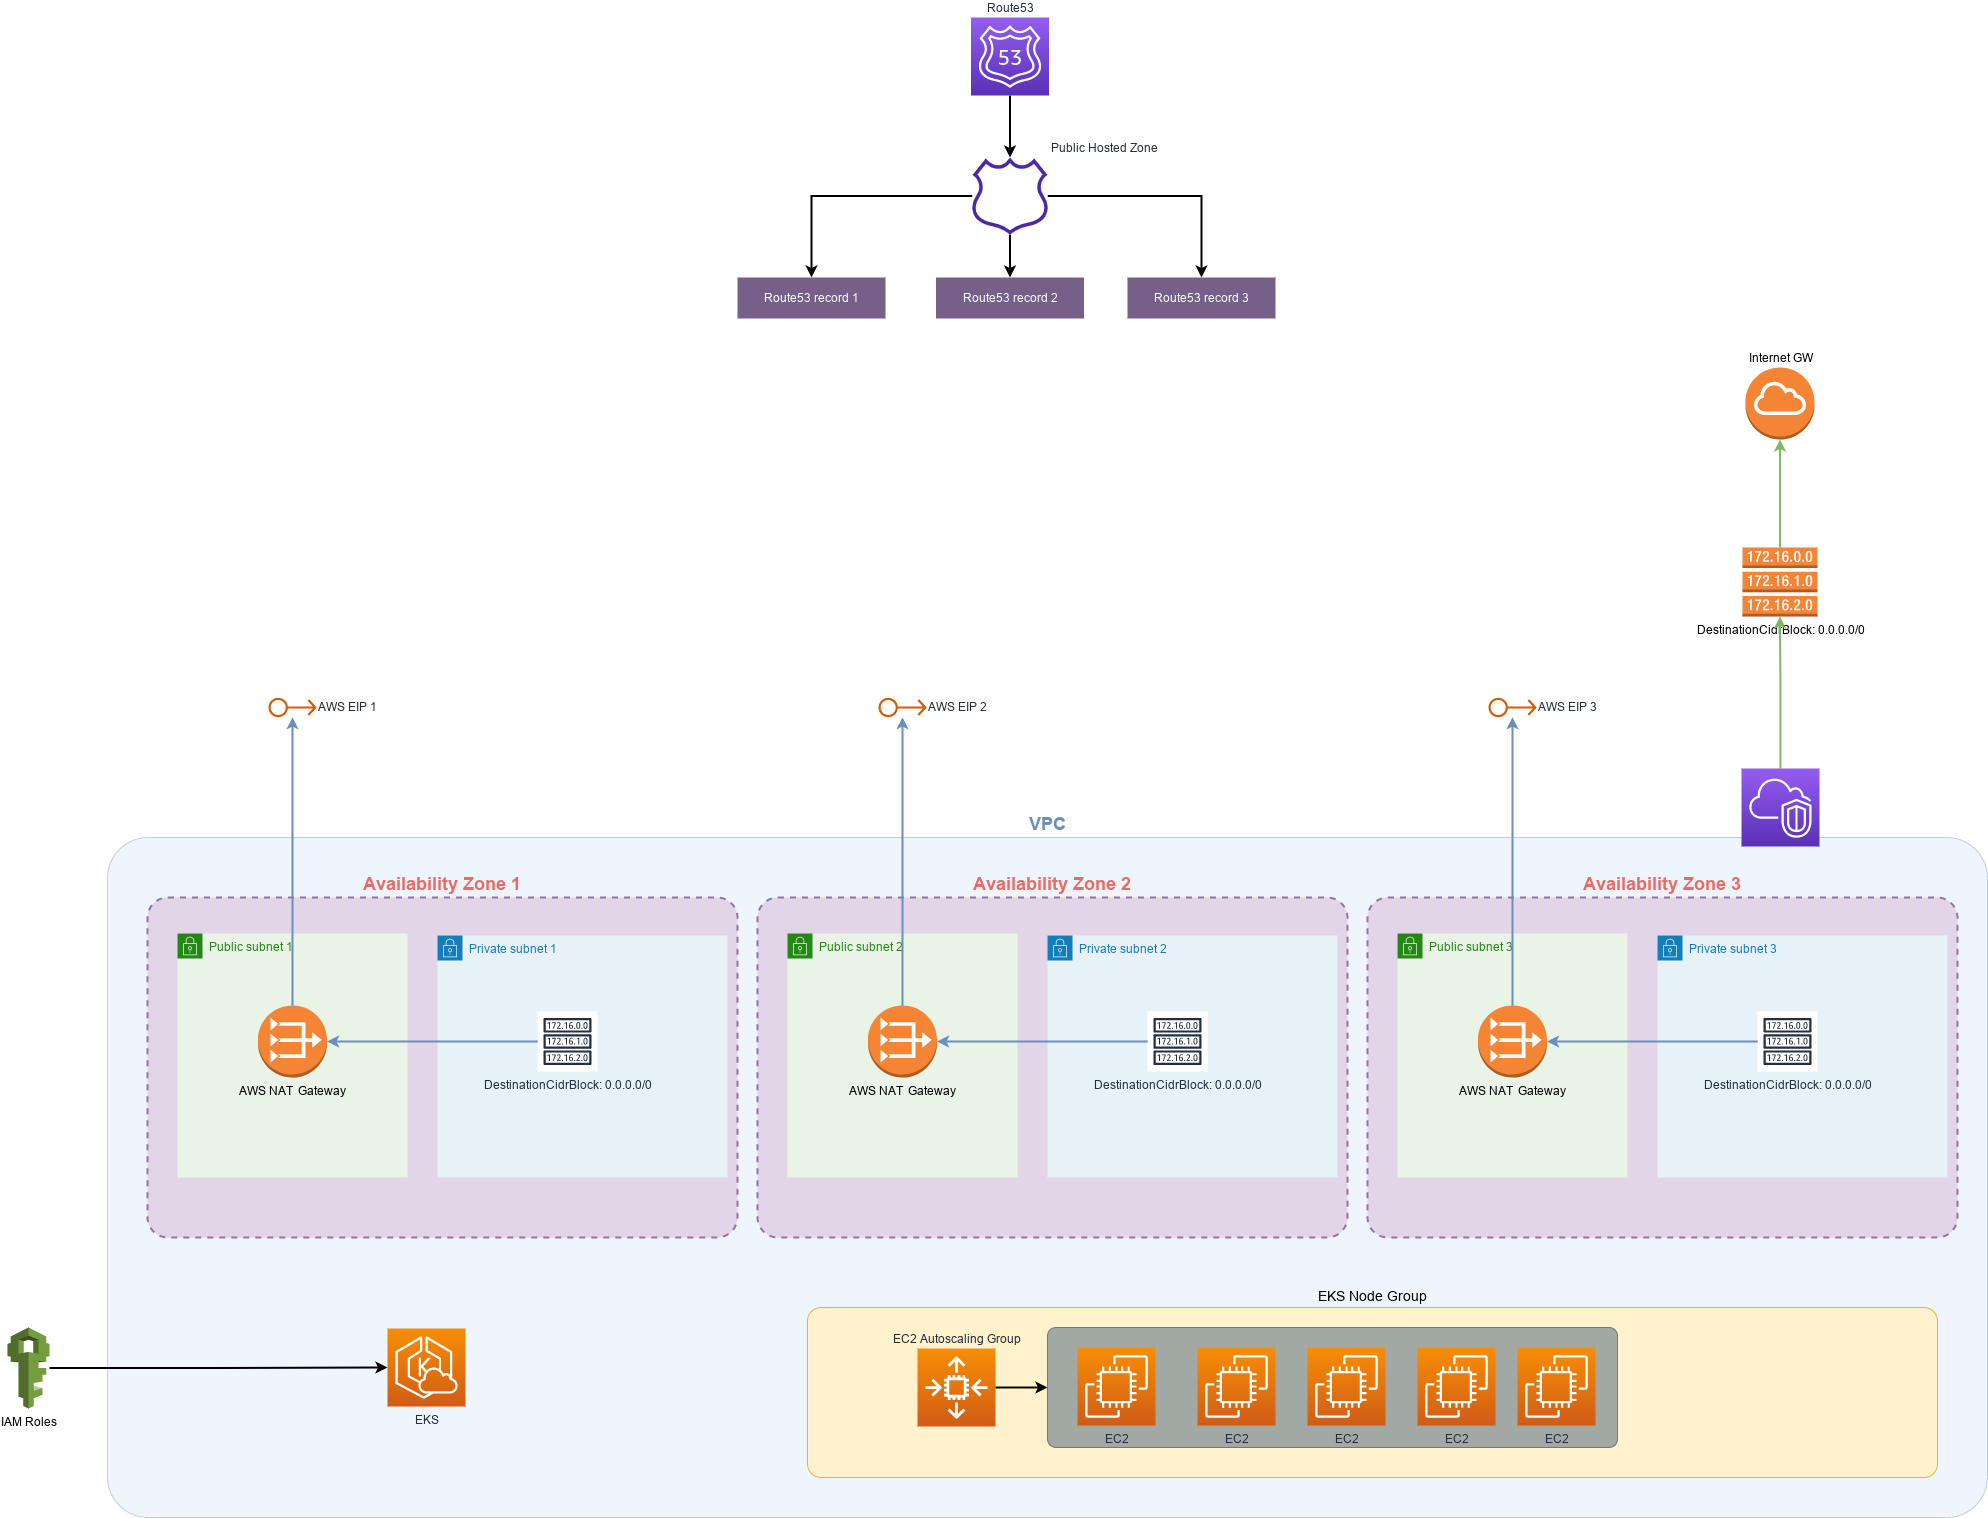 Route53
53
Public Hosted Zone
Route53 record 1
Route53 record 2
Route53 record 3
Internet GW
172.16.0.0
172.16.1.0
172.16.2.0
DestinationCidrBlock: 0.0.0.0/0
AWS EIP 1
AWS EIP 2
AWS EIP 3
VPC
Availability Zone 1
Availability Zone 2
Availability Zone 3
Public subnet 1
Private subnet 1
Public subnet 2
Private subnet 2
Public subnet 3
Private subnet 3
172.16.0.0
172.16.1.0
172.16.2.0
172.16.0.0
172.16.1.0
172.16.2.0
172.16.0.0
172.16.1.0
172.16.2.0
AWS NAT Gateway
DestinationCidrBlock: 0.0.0.0/0
AWS NAT Gateway
DestinationCidrBlock: 0.0.0.0/0
AWS NAT Gateway
DestinationCidrBlock: 0.0.0.0/0
EKS Node Group
EC2 Autoscaling Group
K
IAM Roles
EKS
EC2
EC2
EC2
EC2
EC2